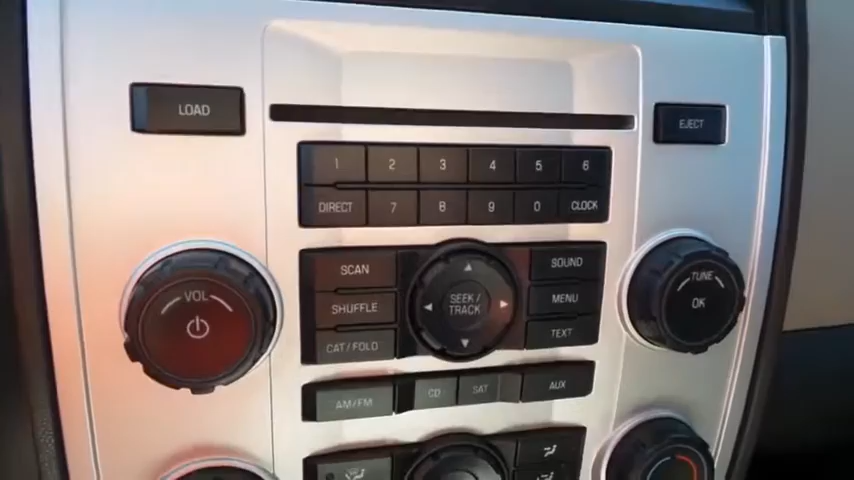 LOAD
EJECT
1 2 3 4 5 6
DIRECT 7 8 9 0 CLOCK
SCAN
SOUND
VOL
SEEK/
TRACK
TUNE
OK
SHUFFLE
MENU
CAT/FOLD
TEXT
AM/FM CD SAT AUX